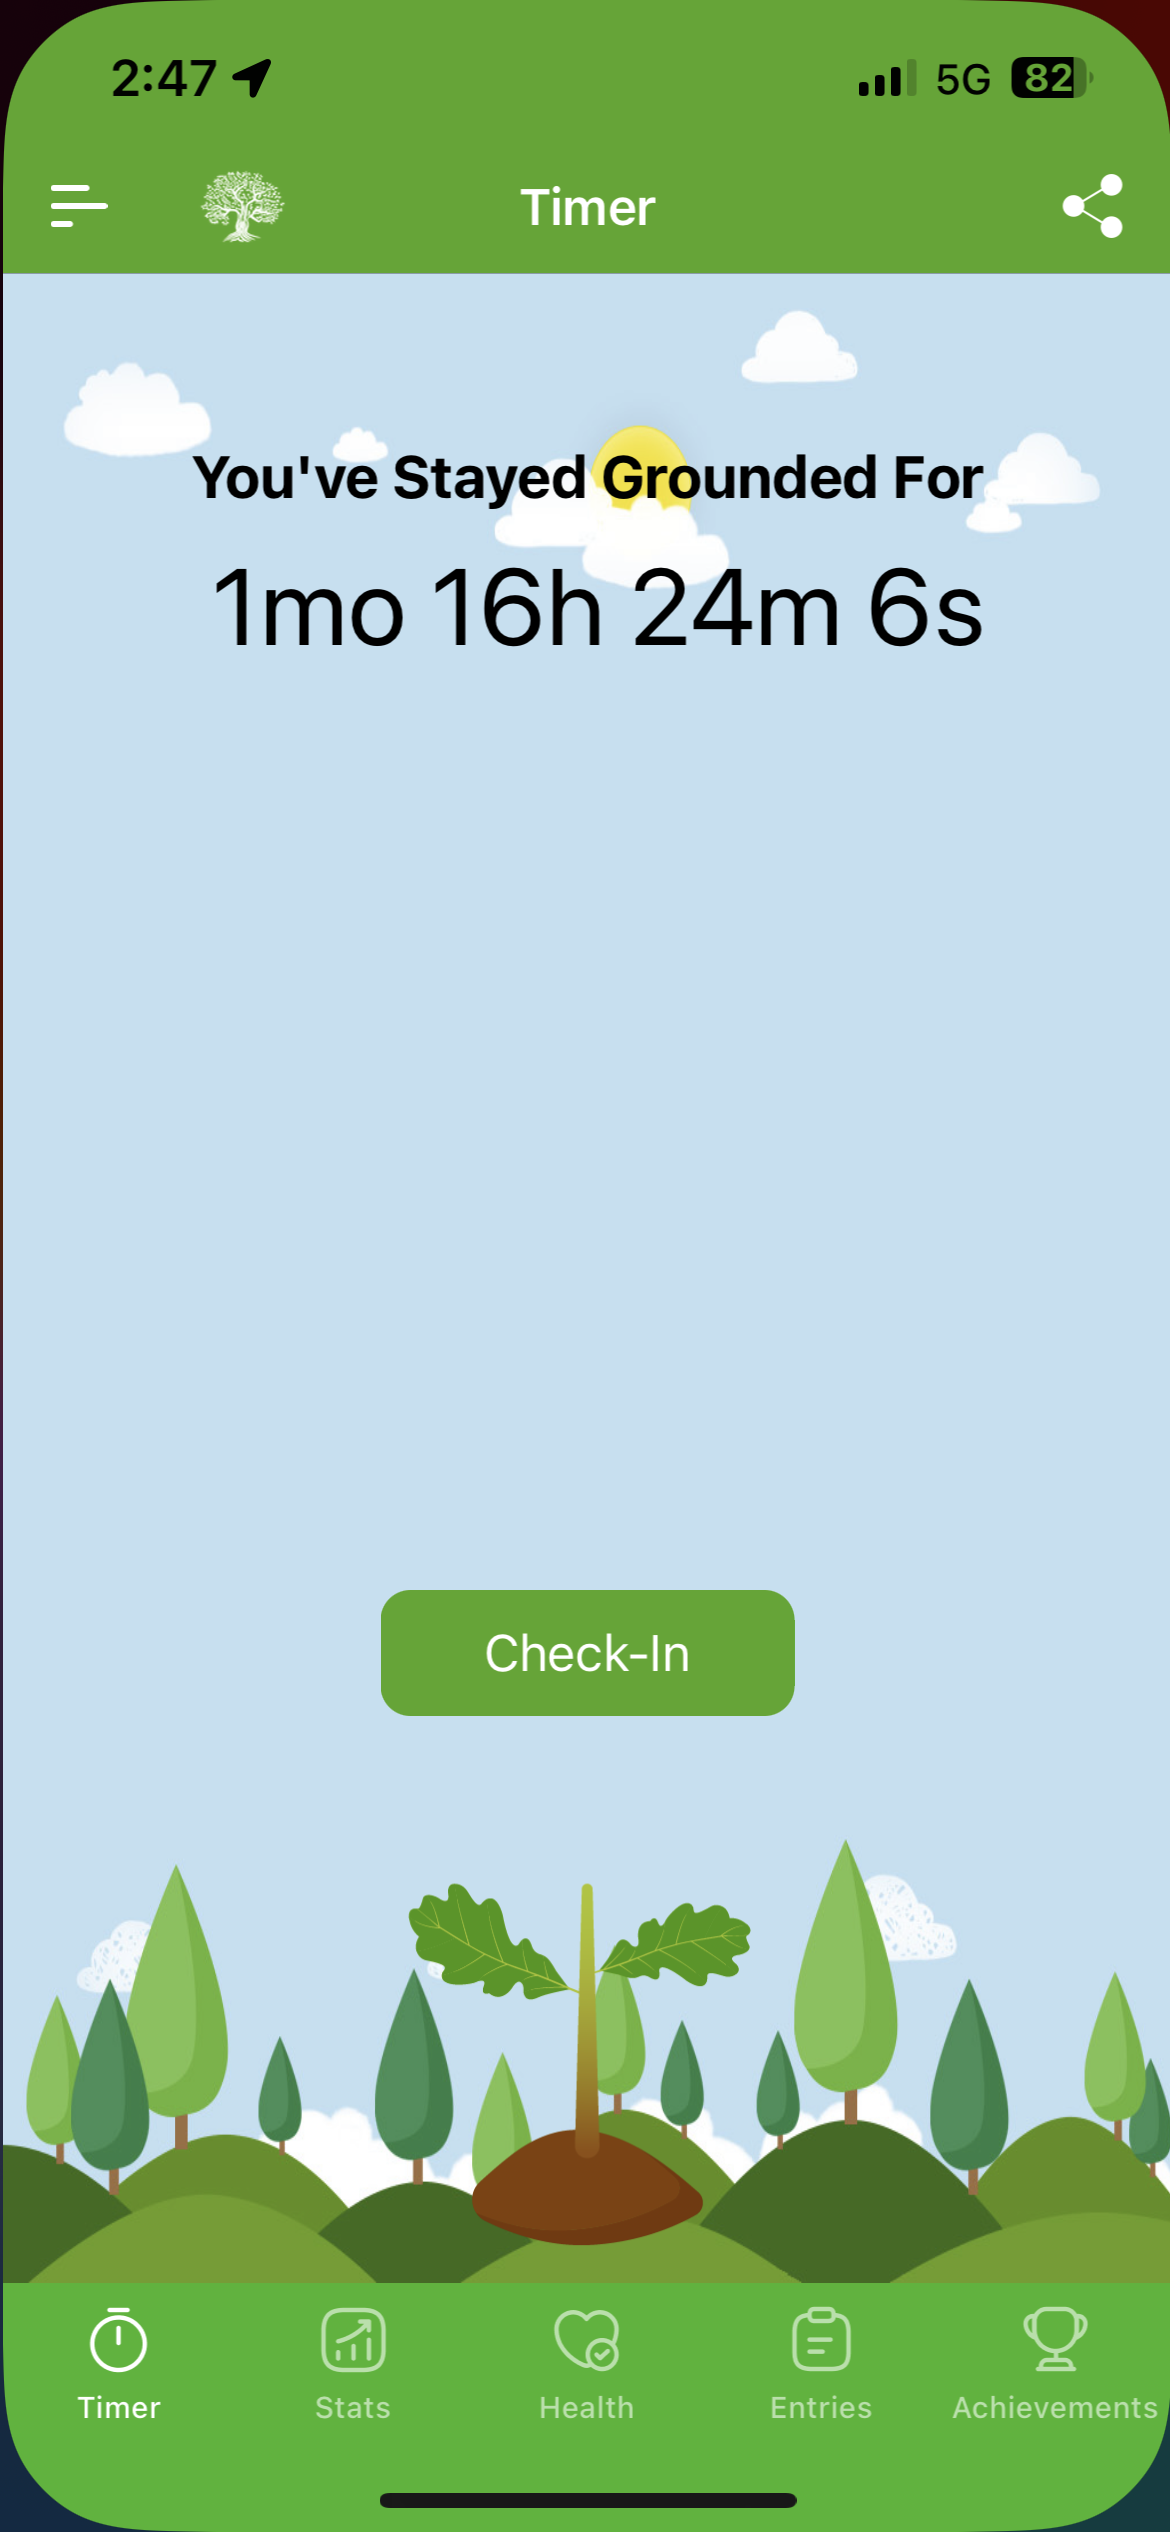 2:47
5G
82
Timer
You've Stayed Grounded For
1mo 16h 24m 6s
Check-In
Timer
Stats
Health
Entries
Achievements